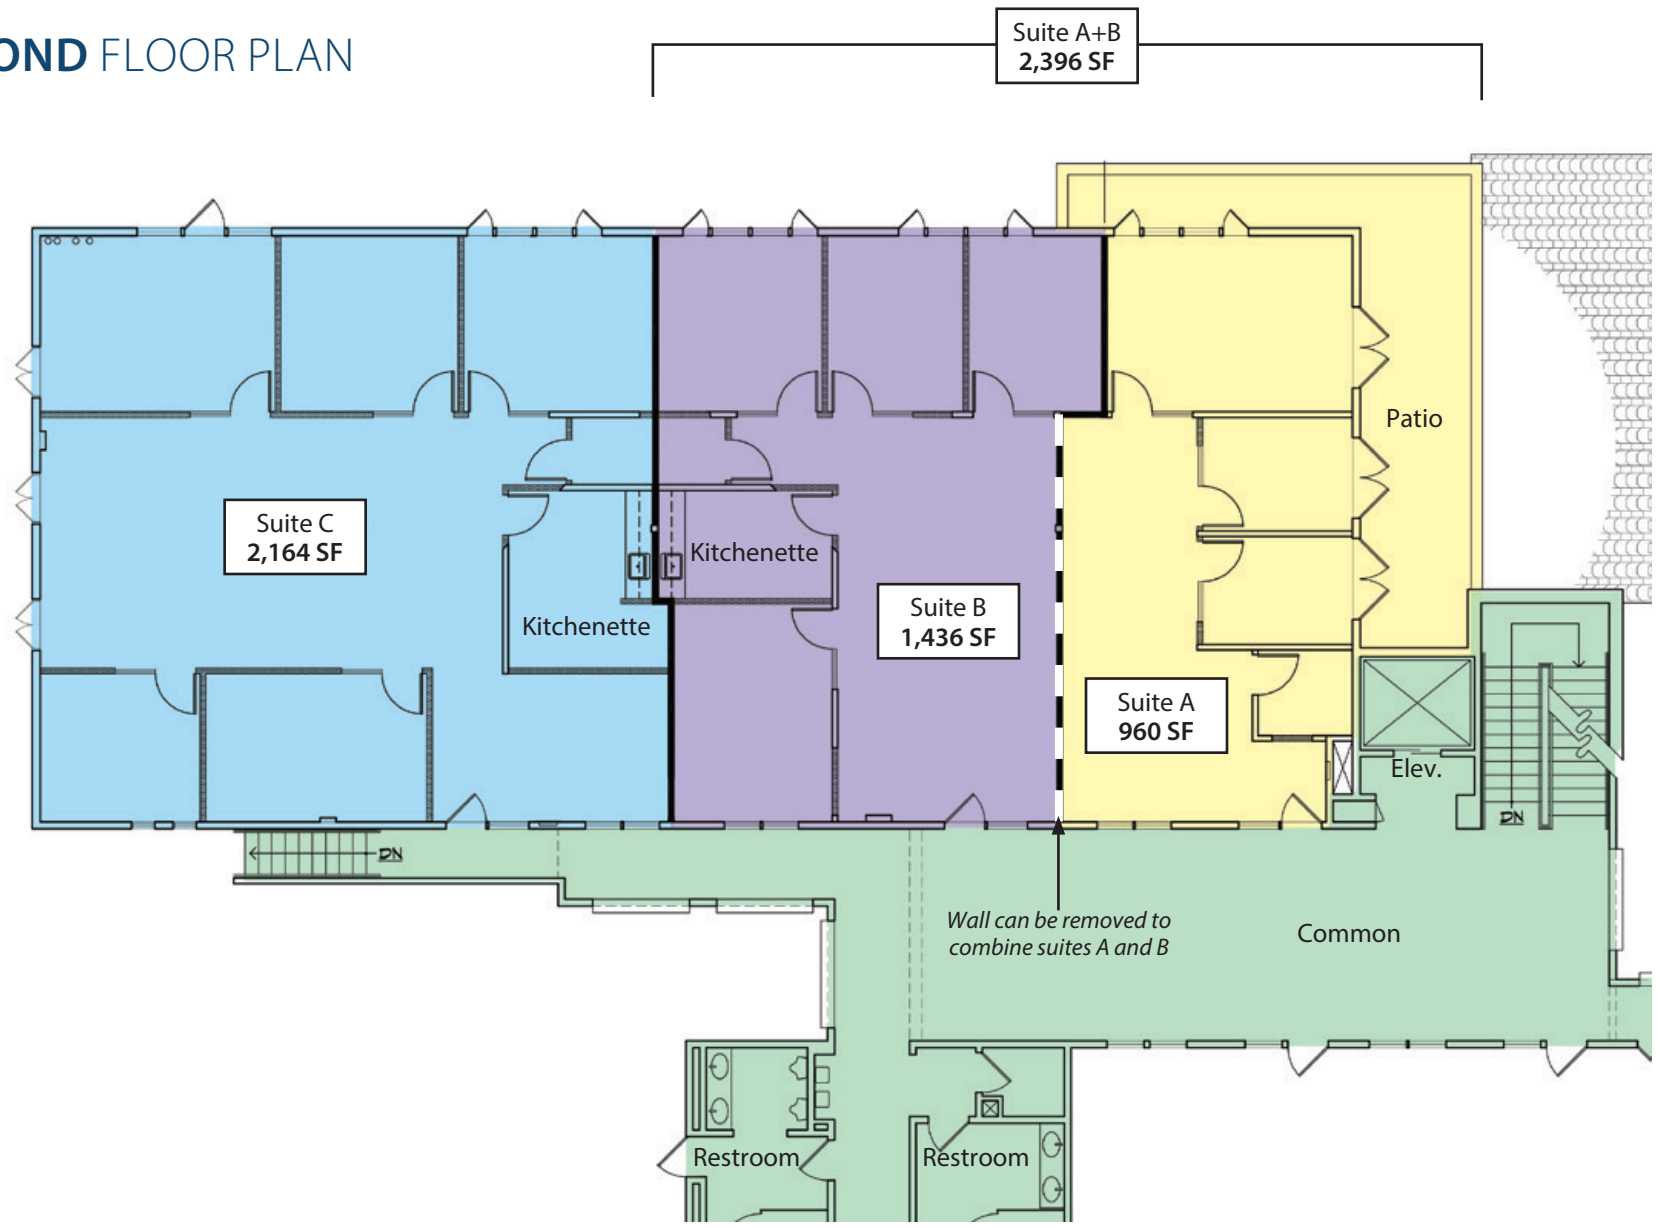 OND FLOOR PLAN
Suite A+B
2,396 SF
Patio
Suite C
2,164 SF
Kitchenette
Kitchenette
Suite B
1,436 SF
Suite A
960 SF
Elev.
DN
DN
Wall can be removed to
combine suites A and B
Common
Restroom
Restroom